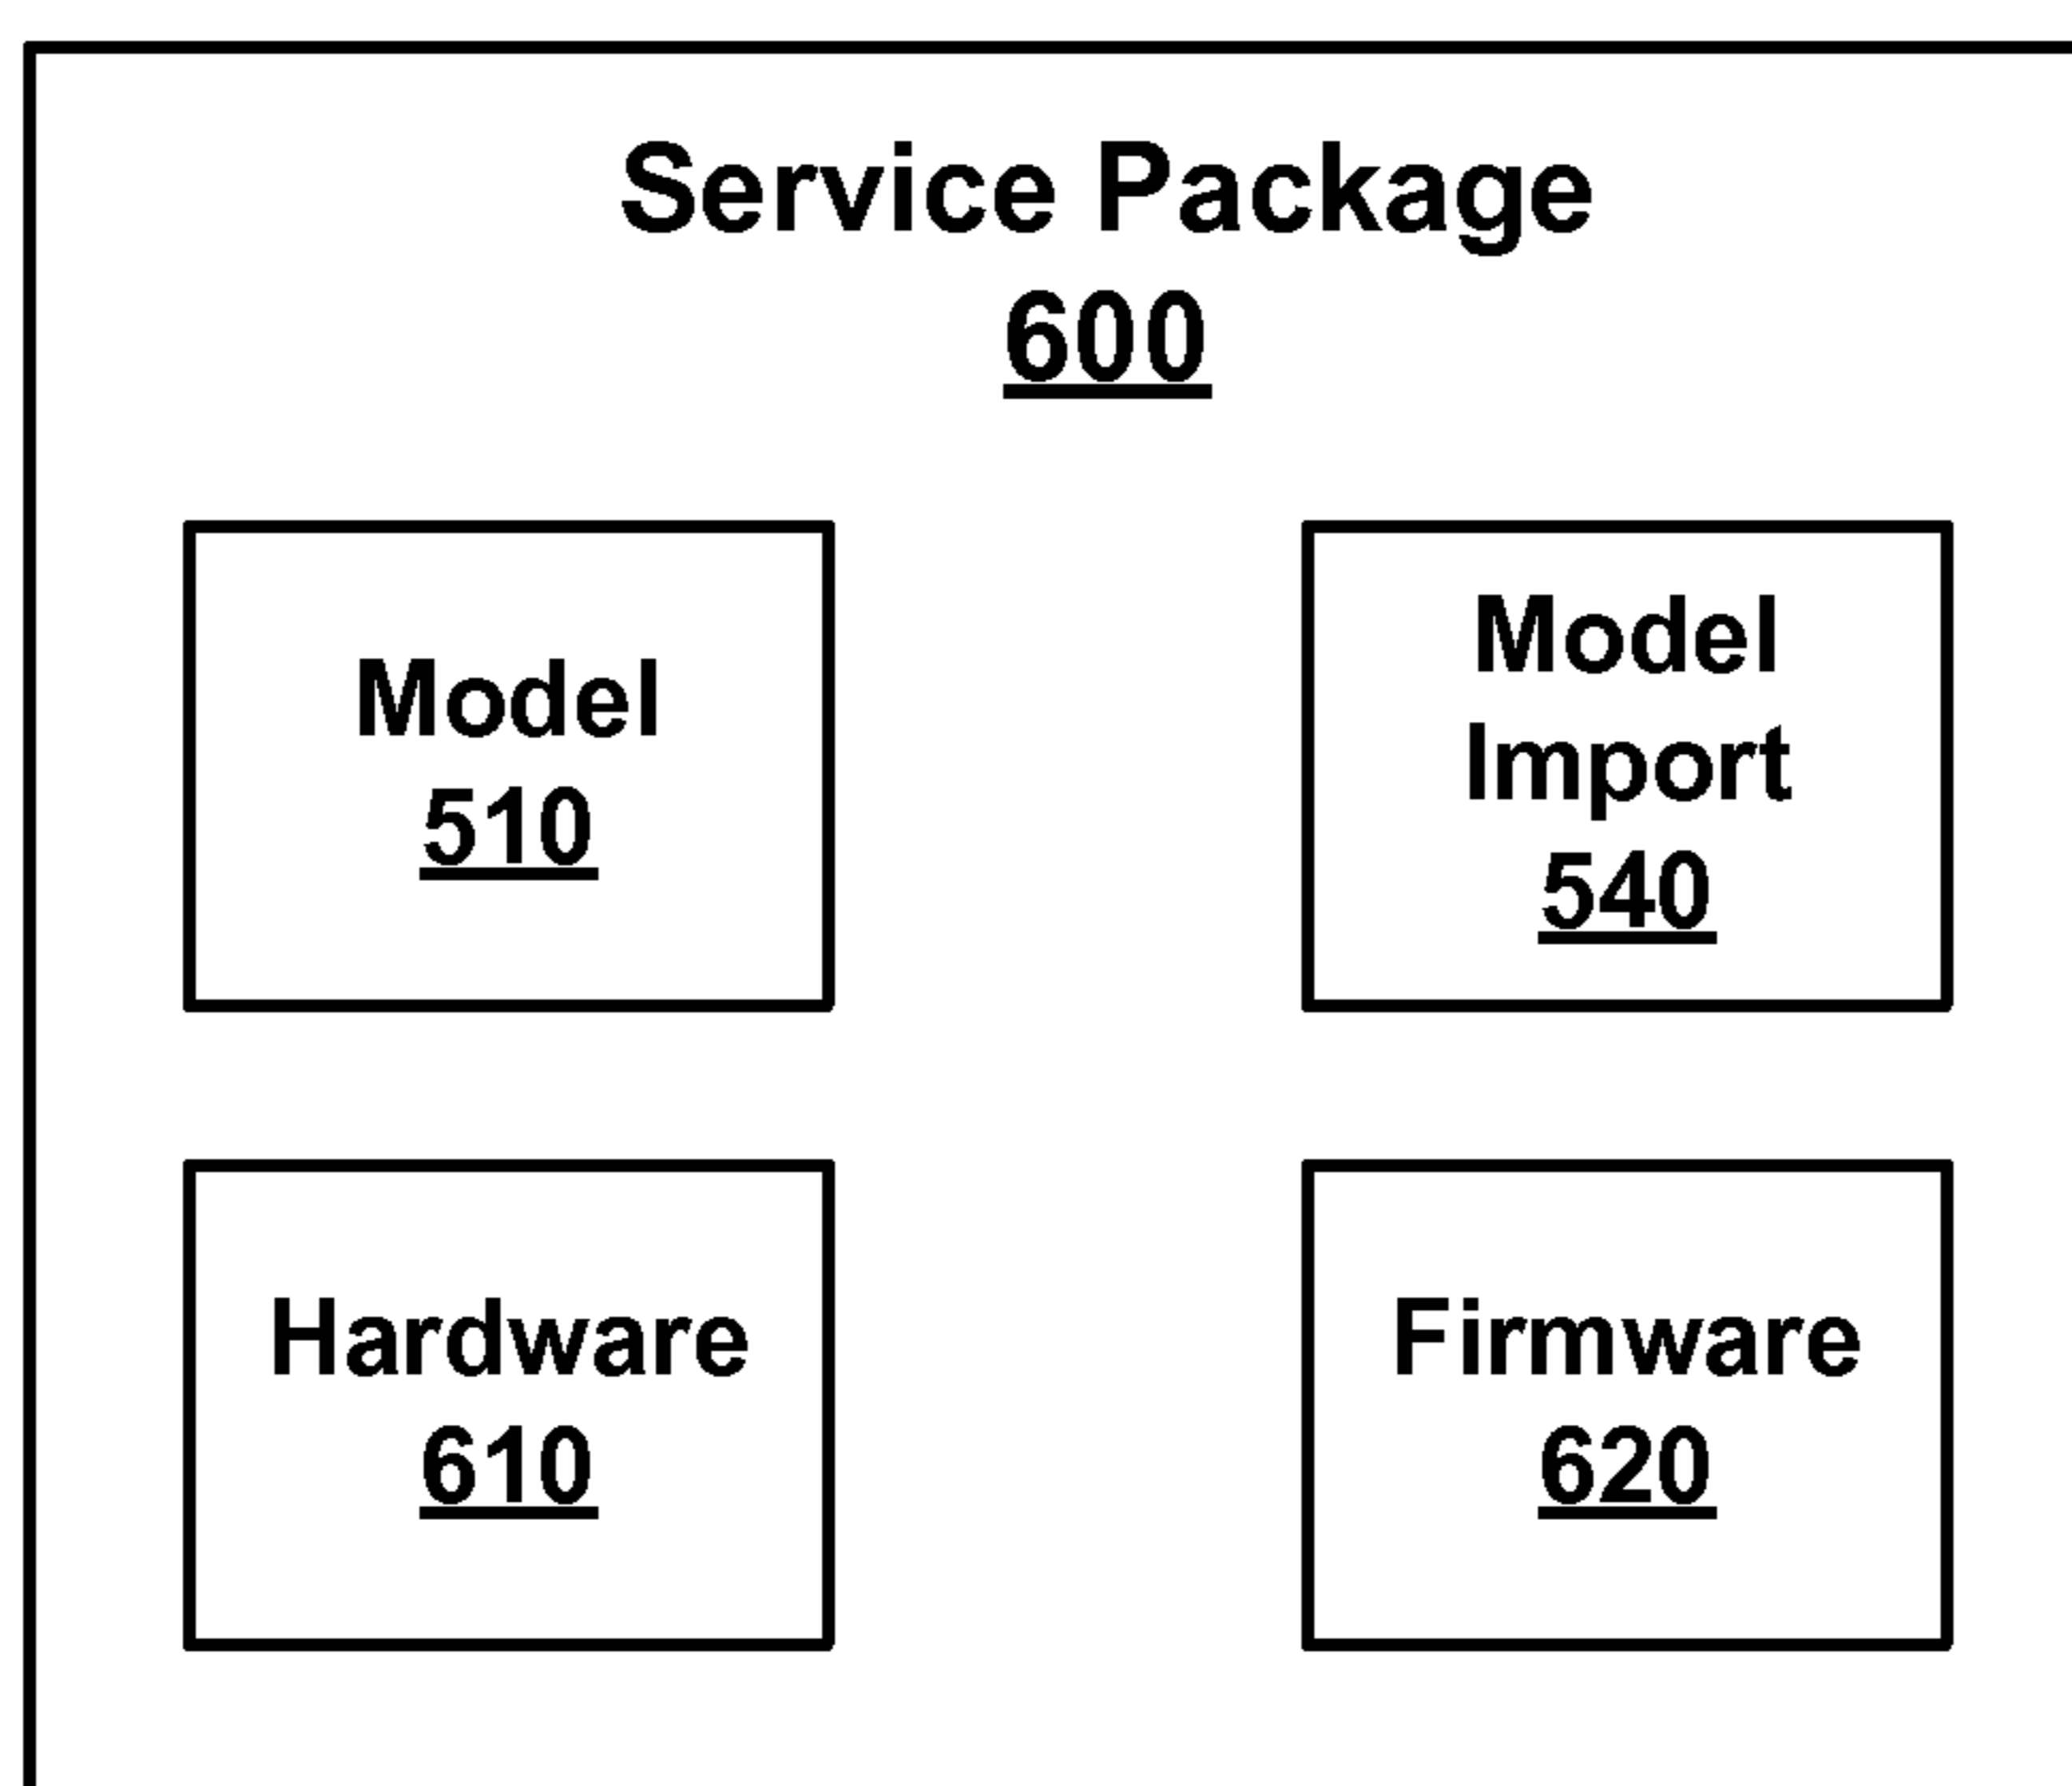 Service Package
600
Model
510
Model
Import
540
Hardware
610
Firmware
620